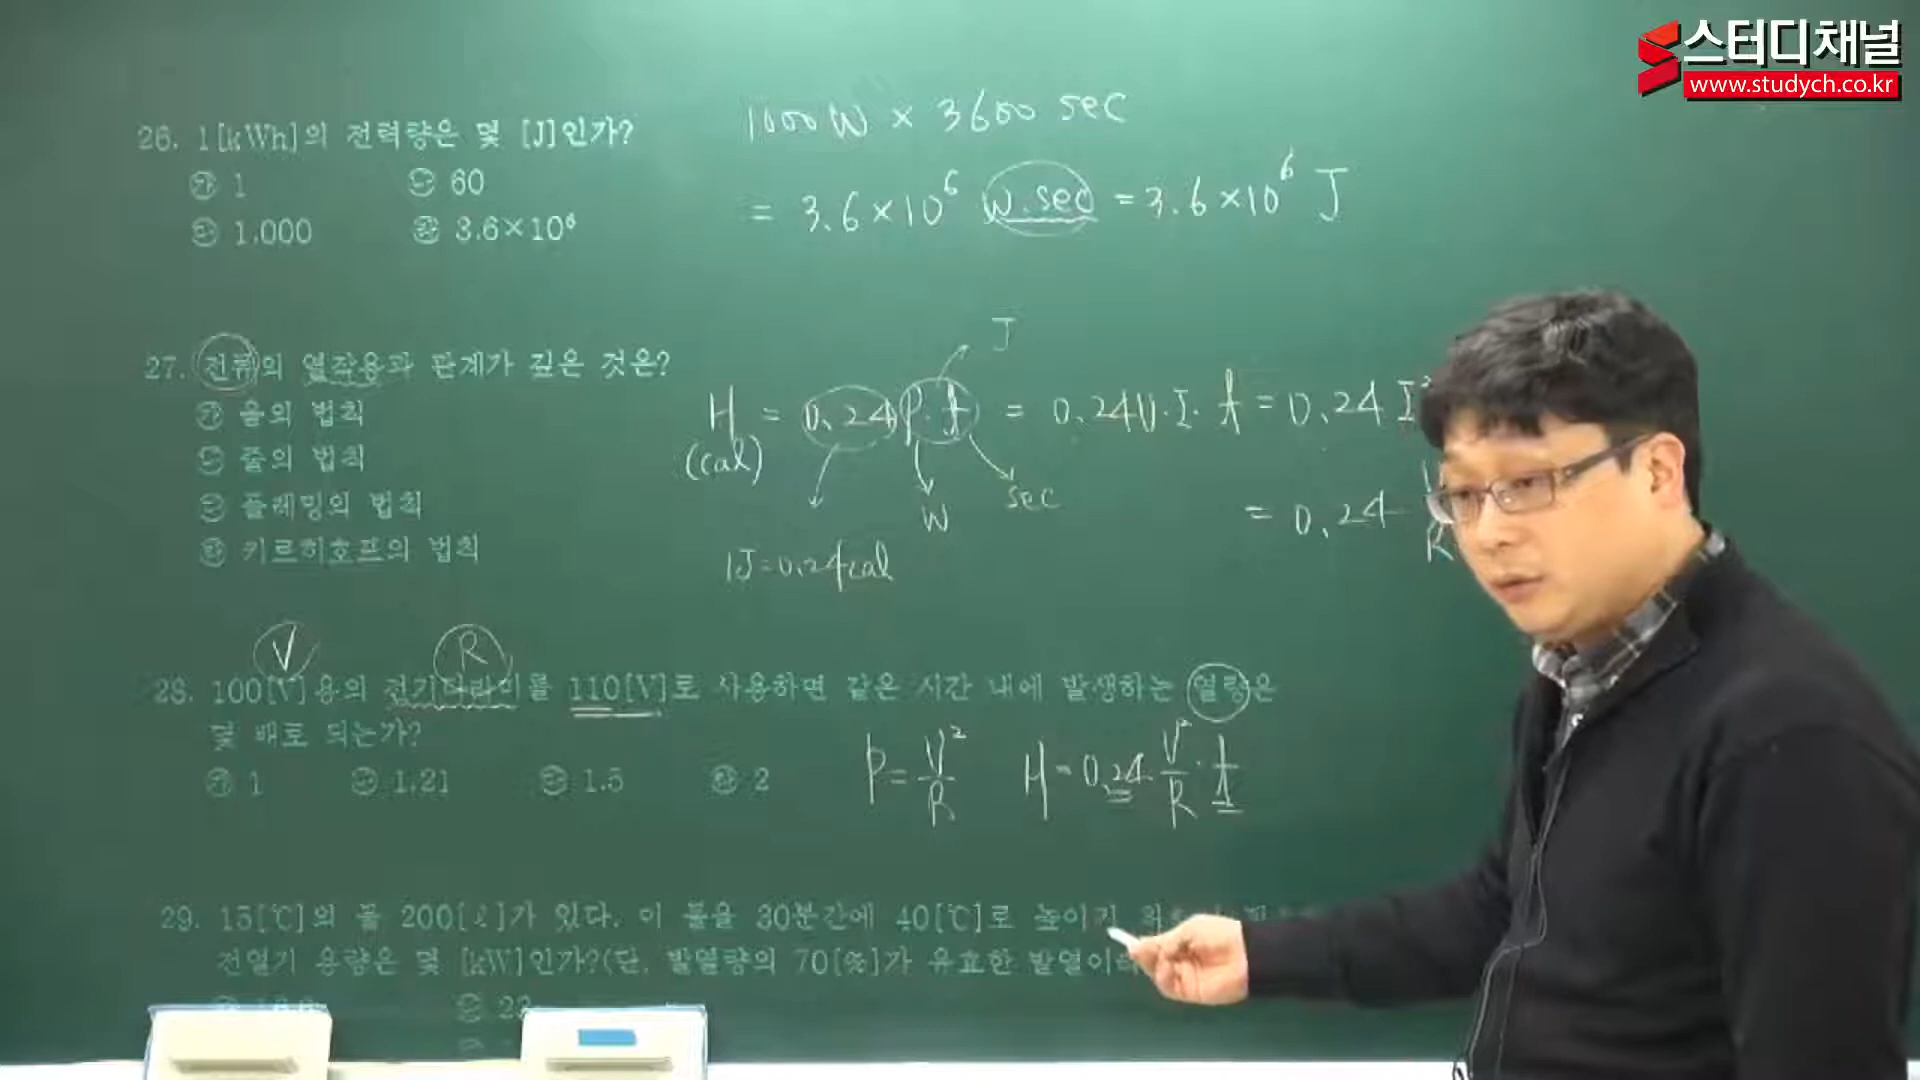 스터디채널
www.studych.co.kr
26. 1[kWh]의 전력량은 몇 [J]인가?
㉮ 1 ㉯ 60
㉰ 1.000 ㉱ 3.6×10⁶
1000W × 3600 sec
= 3.6×10⁶ W.sec = 3.6×10⁶ J
27. 전류의 열작용과 관계가 깊은 것은?
㉮ 옴의 법칙
㉯ 줄의 법칙
㉰ 플레밍의 법칙
㉱ 키르히호프의 법칙
J
H = 0.24 P.t = 0.24 V.I.t = 0.24 I²
(cal)
W
sec
= 0.24
R
1J=0.24cal
V
R
28. 100[V]용의 전기다리미를 110[V]로 사용하면 같은 시간 내에 발생하는 열량은
몇 배로 되는가?
㉮ 1 ㉯ 1.21 ㉰ 1.5 ㉱ 2
P = V²/R H = 0.24 V²/R · t
29. 15[℃]의 물 200[ℓ]가 있다. 이 물을 30분간에 40[℃]로 높이기
전열기 용량은 몇 [kW]인가?(단, 발열량의 70[%]가 유효한 발열이
22